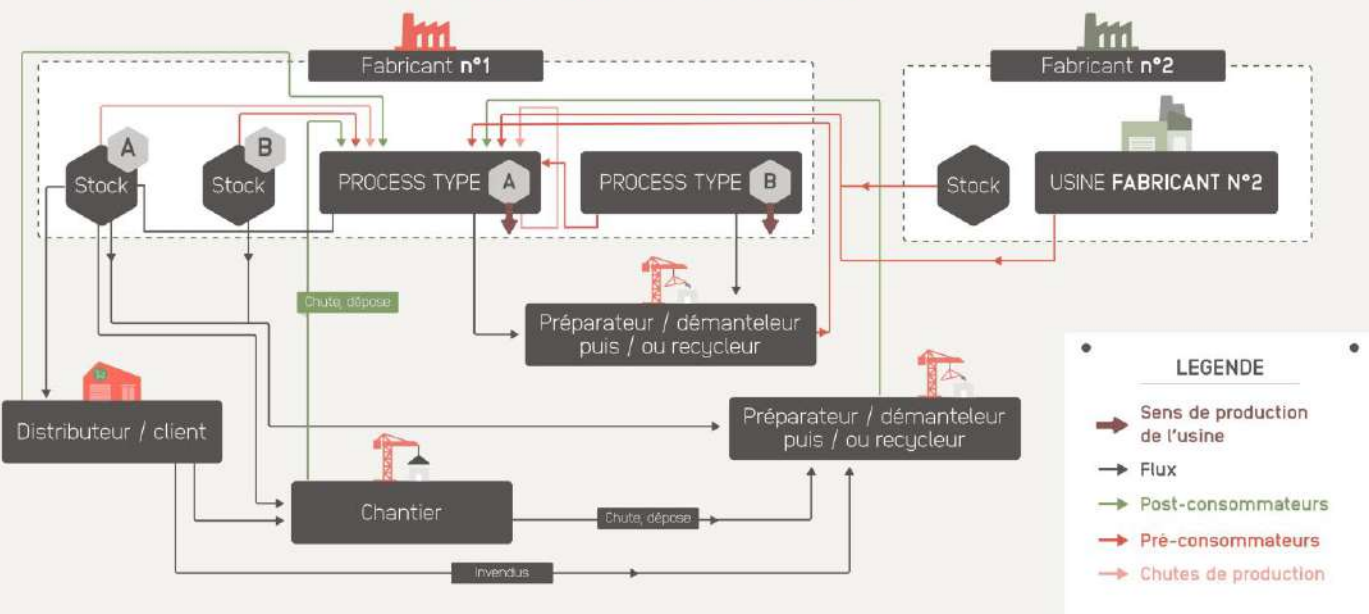 Fabricant n°1
Fabricant n°2
A
Stock
B
Stock
PROCESS TYPE A
PROCESS TYPE B
Stock
USINE FABRICANT N°2
Chute, dépose
Préparateur / démanteleur
puis / ou recycleur
Distributeur / client
Préparateur / démanteleur
puis / ou recycleur
Chantier
Chute, dépose
Invendus
LEGENDE
Sens de production
de l'usine
Flux
Post-consommateurs
Pré-consommateurs
Chutes de production